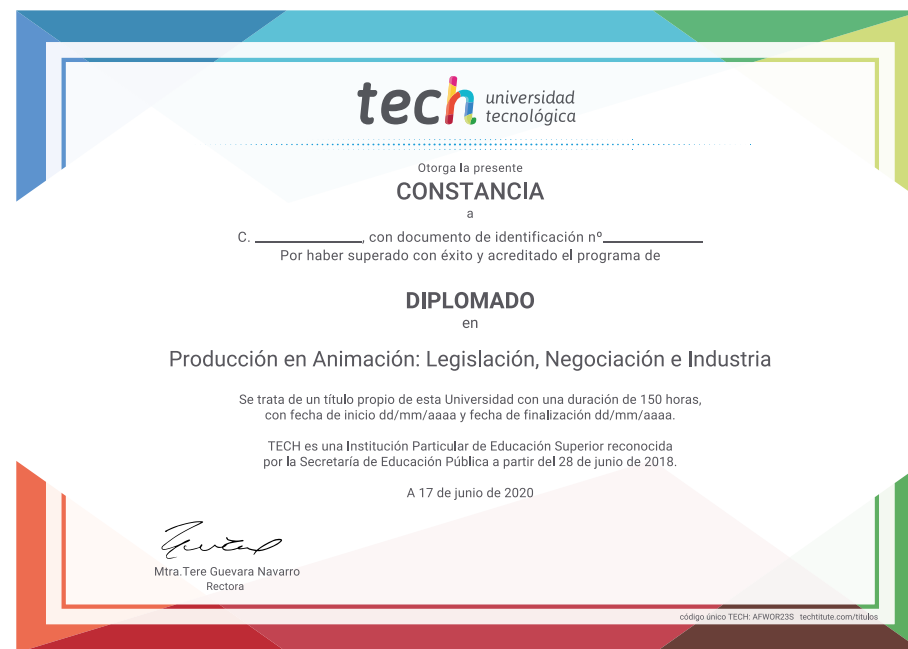 tech universidad
tecnológica
Otorga la presente
CONSTANCIA
a
C. ____________, con documento de identificación nº____________
Por haber superado con éxito y acreditado el programa de
DIPLOMADO
en
Producción en Animación: Legislación, Negociación e Industria
Se trata de un título propio de esta Universidad con una duración de 150 horas,
con fecha de inicio dd/mm/aaaa y fecha de finalización dd/mm/aaaa.
TECH es una Institución Particular de Educación Superior reconocida
por la Secretaría de Educación Pública a partir del 28 de junio de 2018.
A 17 de junio de 2020
Mtra.Tere Guevara Navarro
Rectora
código único TECH: AFWOR23S techtitute.com/titulos